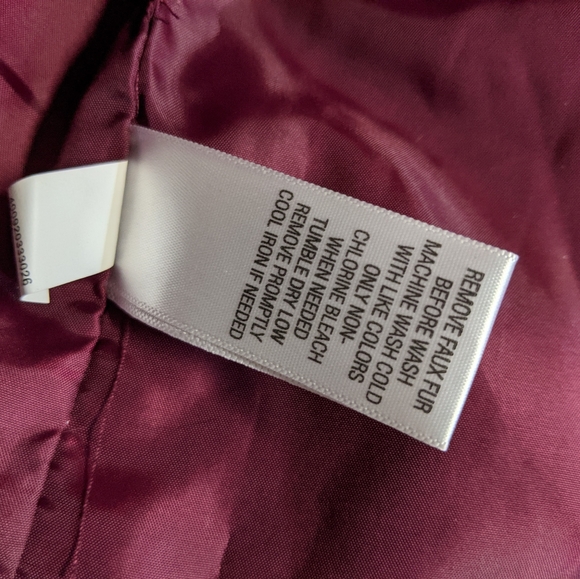 REMOVE FAUX FUR
BEFORE WASH
MACHINE WASH COLD
WITH LIKE COLORS
ONLY NON-
CHLORINE BLEACH
WHEN NEEDED
TUMBLE DRY LOW
REMOVE PROMPTLY
COOL IRON IF NEEDED